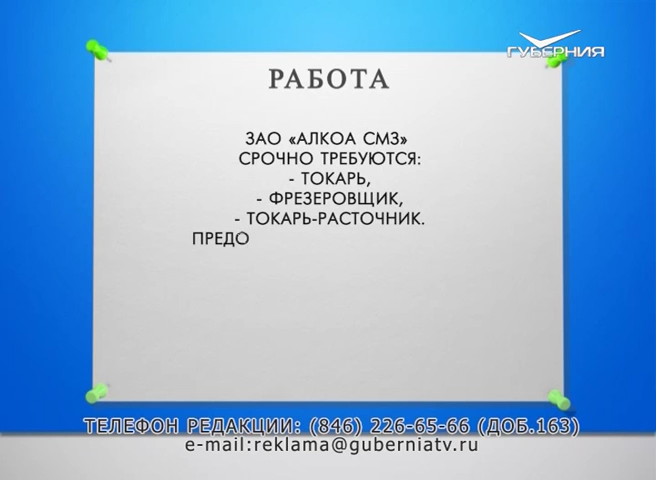 ГУБЕРНИЯ
РАБОТА
ЗАО «АЛКОА СМЗ»
СРОЧНО ТРЕБУЮТСЯ:
- ТОКАРЬ,
- ФРЕЗЕРОВЩИК,
- ТОКАРЬ-РАСТОЧНИК.
ПРЕДО
ТЕЛЕФОН РЕДАКЦИИ: (846) 226-65-66 (ДОБ.163)
e-mail:reklama@guberniatv.ru